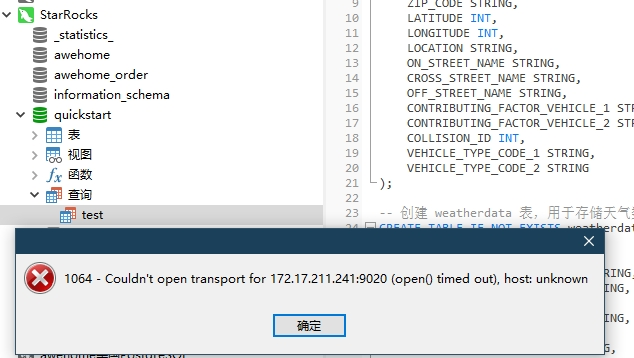 StarRocks
_statistics_
awehome
awehome_order
information_schema
quickstart
表
视图
函数
查询
test
9 ZIP_CODE STRING,
10 LATITUDE INT,
11 LONGITUDE INT,
12 LOCATION STRING,
13 ON_STREET_NAME STRING,
14 CROSS_STREET_NAME STRING,
15 OFF_STREET_NAME STRING,
16 CONTRIBUTING_FACTOR_VEHICLE_1 STR
17 CONTRIBUTING_FACTOR_VEHICLE_2 STR
18 COLLISION_ID INT,
19 VEHICLE_TYPE_CODE_1 STRING,
20 VEHICLE_TYPE_CODE_2 STRING
21 );
22
23 -- 创建 weatherdata 表，用于存储天气
24 CREATE TABLE IF NOT EXISTS weatherdata
1064 - Couldn't open transport for 172.17.211.241:9020 (open() timed out), host: unknown
确定